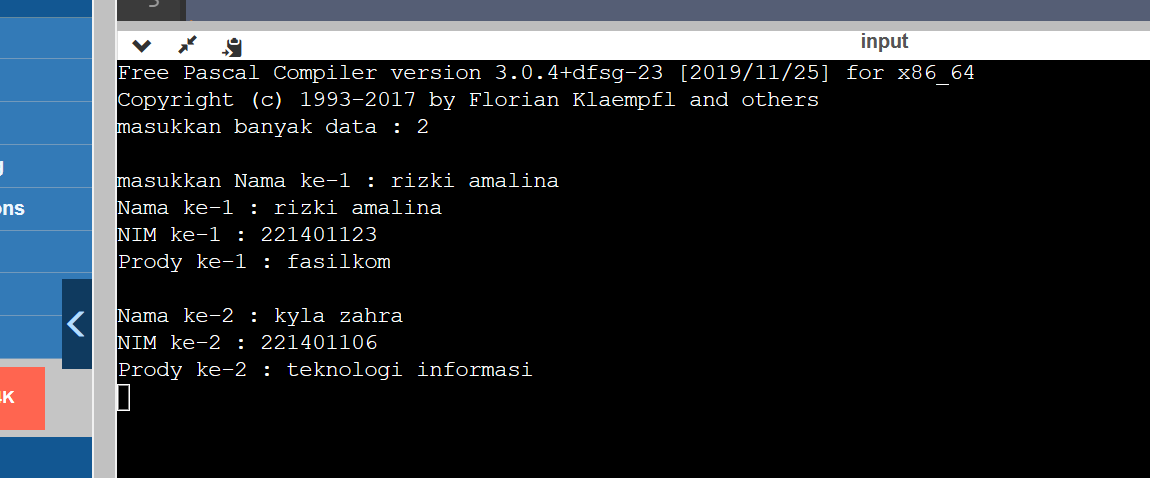 input
Free Pascal Compiler version 3.0.4+dfsg-23 [2019/11/25] for x86_64
Copyright (c) 1993-2017 by Florian Klaempfl and others
masukkan banyak data : 2
masukkan Nama ke-1 : rizki amalina
Nama ke-1 : rizki amalina
NIM ke-1 : 221401123
Prody ke-1 : fasilkom
Nama ke-2 : kyla zahra
NIM ke-2 : 221401106
Prody ke-2 : teknologi informasi
ons
4K